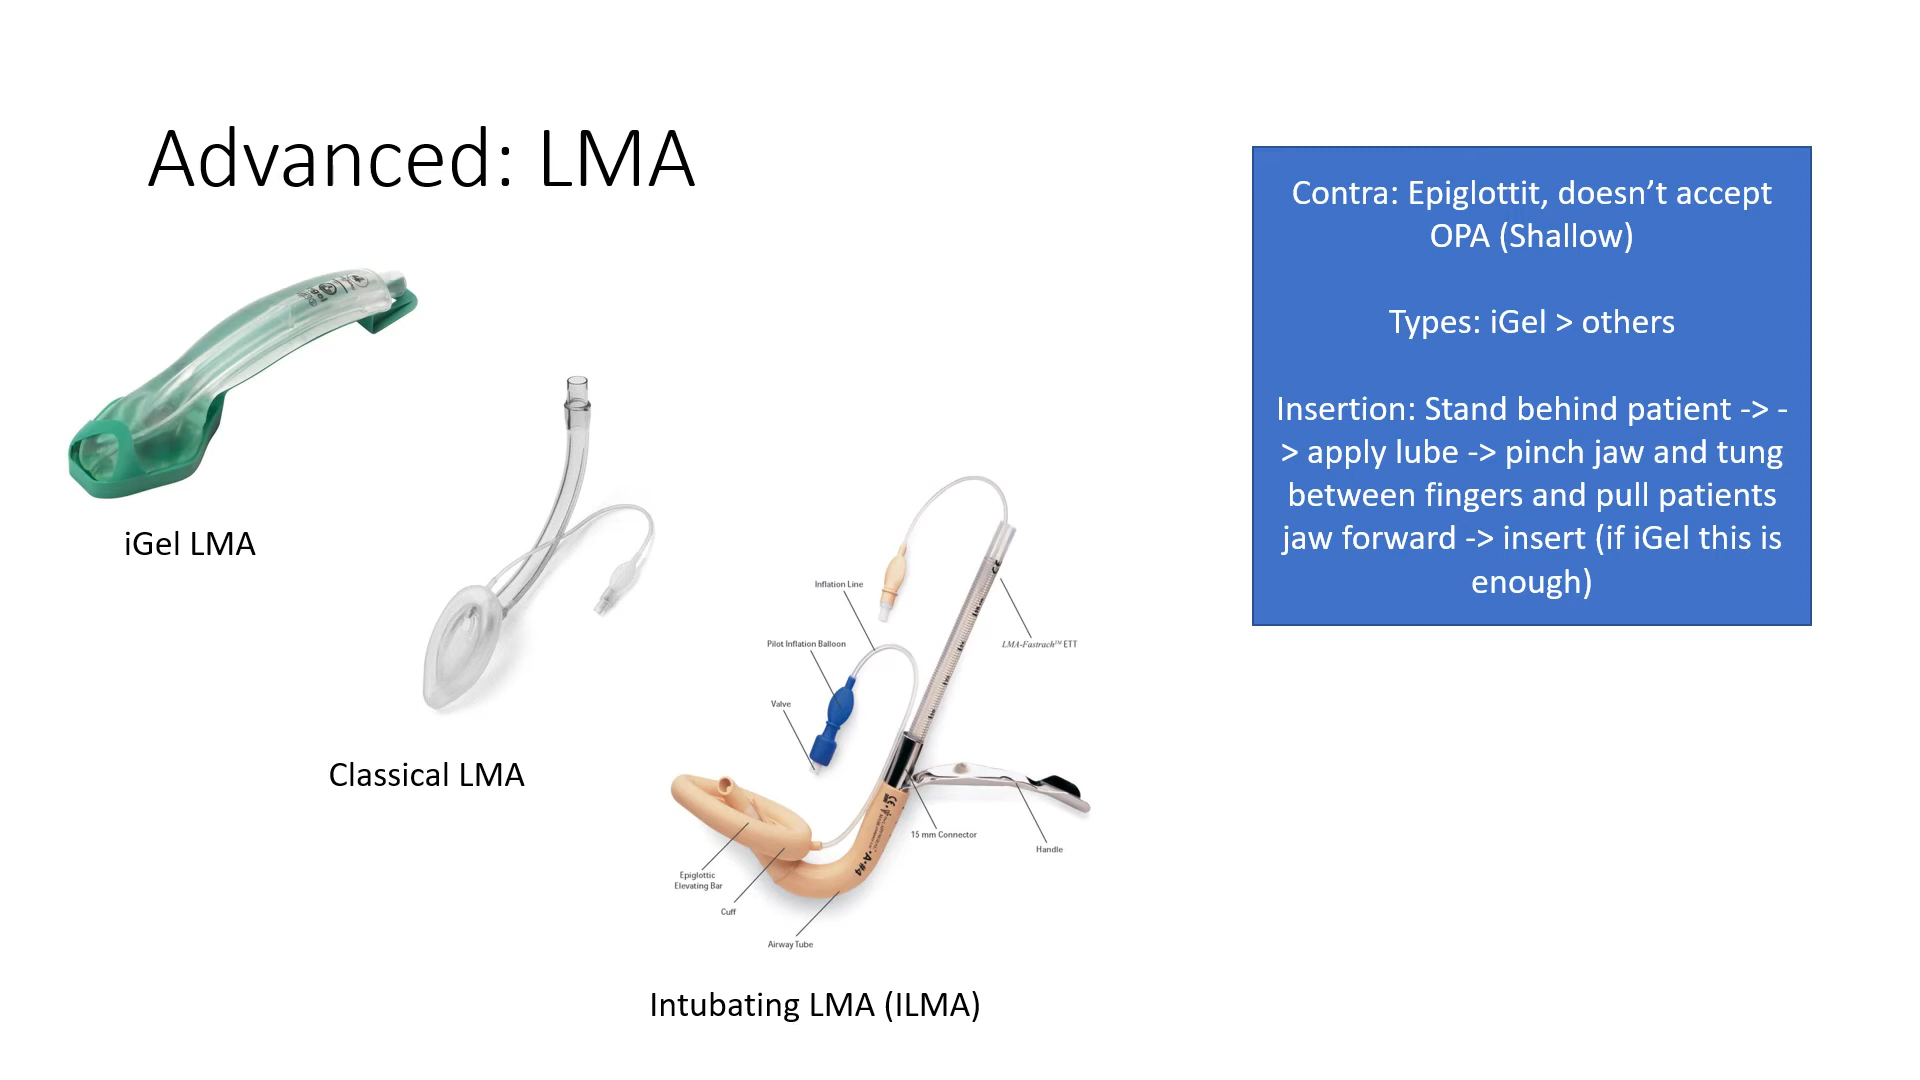 Advanced: LMA
Contra: Epiglottit, doesn’t accept
OPA (Shallow)
Types: iGel > others
Insertion: Stand behind patient -> -
> apply lube -> pinch jaw and tung
between fingers and pull patients
jaw forward -> insert (if iGel this is
enough)
iGel LMA
Classical LMA
Inflation Line
Pilot Inflation Balloon
Valve
LMA-Fastrach™ ETT
15 mm Connector
Handle
Epiglottic
Elevating Bar
Cuff
Airway Tube
Intubating LMA (ILMA)